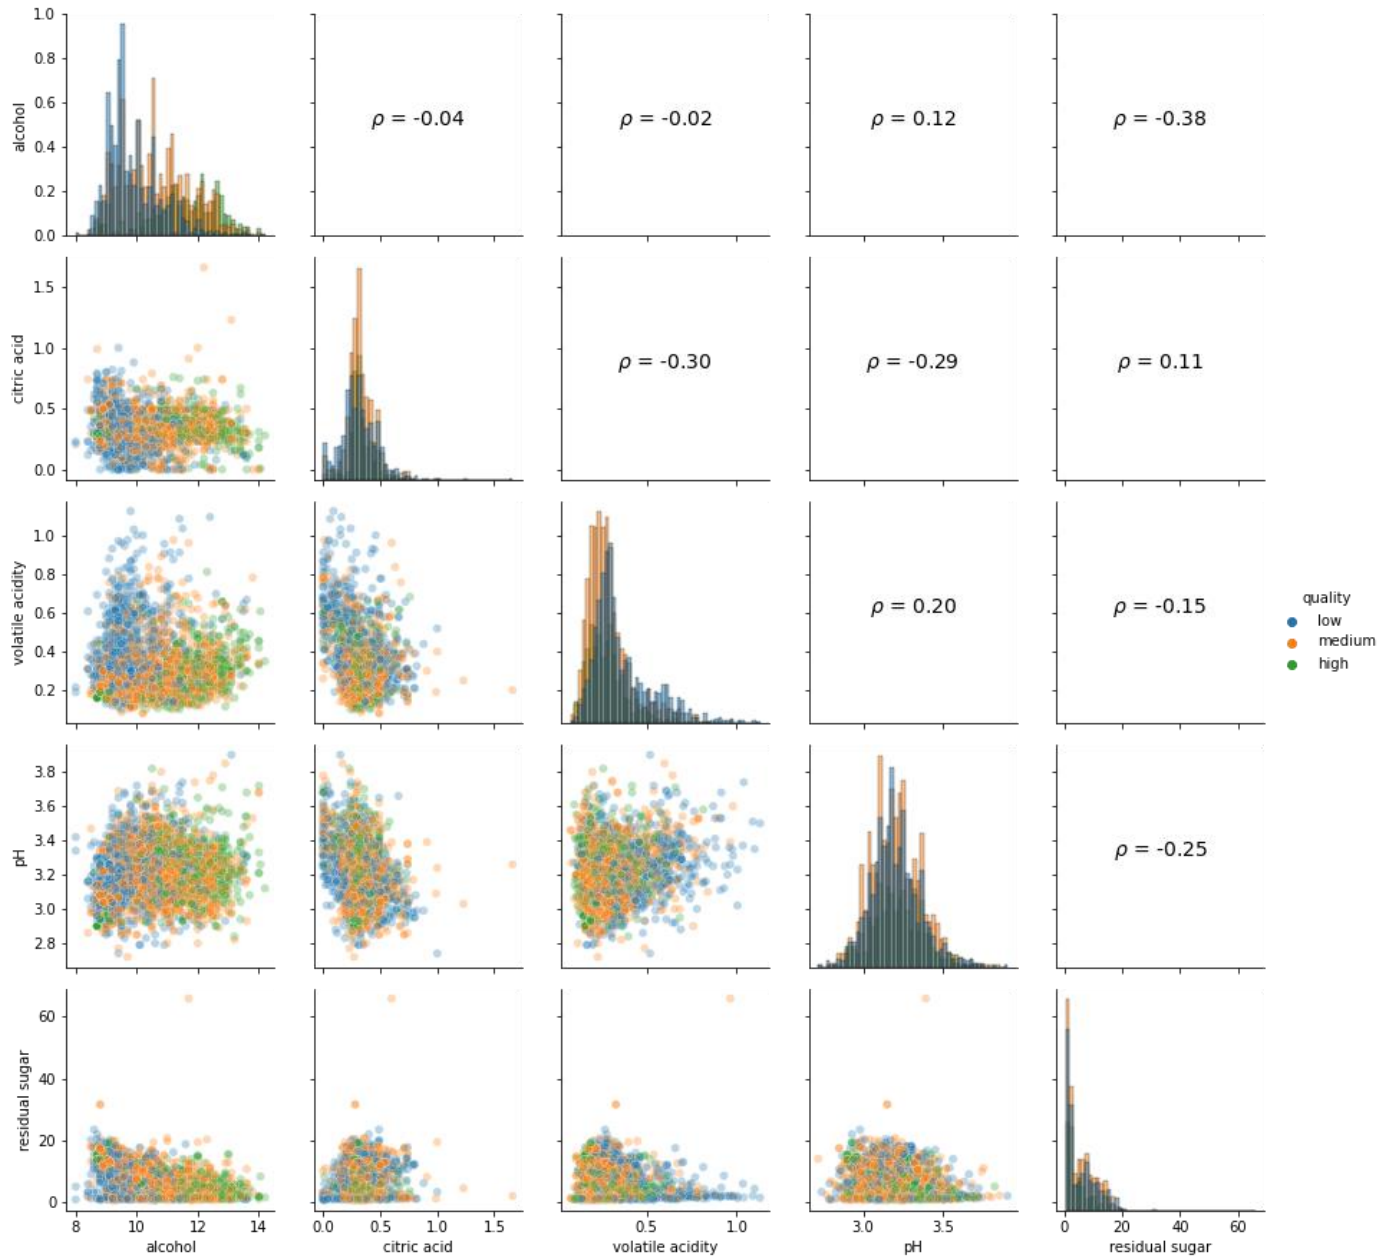 1.0
0.8
0.6
0.4
0.2
0.0
alcohol
ρ = -0.04
ρ = -0.02
ρ = 0.12
ρ = -0.38
1.5
1.0
0.5
0.0
citric acid
ρ = -0.30
ρ = -0.29
ρ = 0.11
1.0
0.8
0.6
0.4
0.2
volatile acidity
ρ = 0.20
ρ = -0.15
quality
low
medium
high
3.8
3.6
3.4
3.2
3.0
2.8
pH
ρ = -0.25
60
40
20
0
residual sugar
8 10 12 14
alcohol
0.0 0.5 1.0 1.5
citric acid
0.5 1.0
volatile acidity
3.0 3.5
pH
0 20 40 60
residual sugar